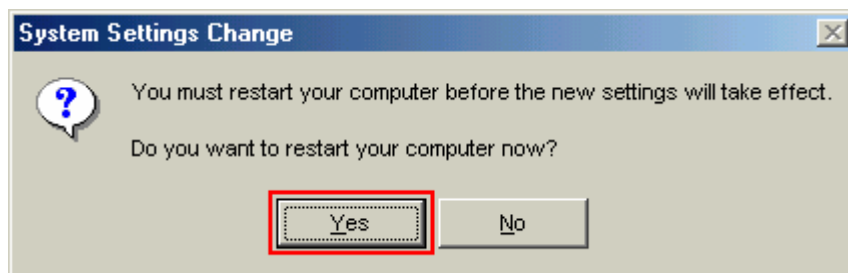 System Settings Change
You must restart your computer before the new settings will take effect.
Do you want to restart your computer now?
Yes
No